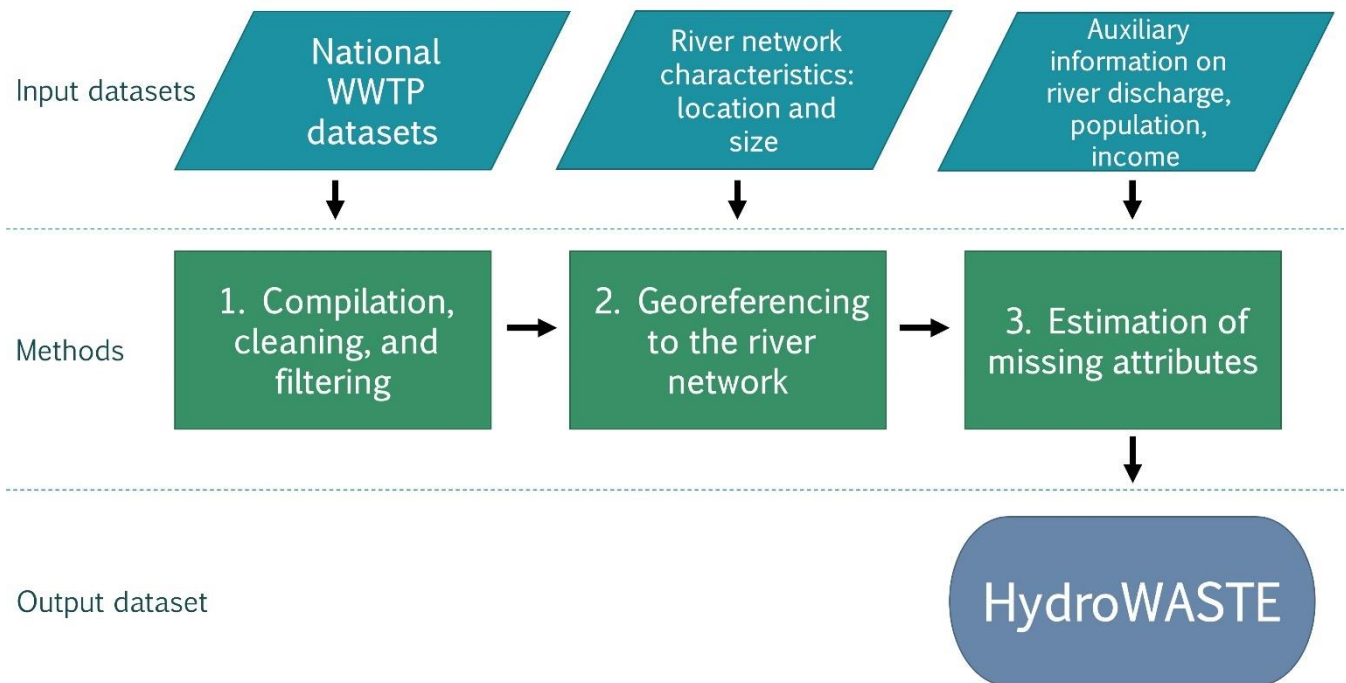 Input datasets
National
WWTP
datasets
River network
characteristics:
location and
size
Auxiliary
information on
river discharge,
population,
income
Methods
1. Compilation,
cleaning, and
filtering
2. Georeferencing
to the river
network
3. Estimation of
missing attributes
Output dataset
HydroWASTE